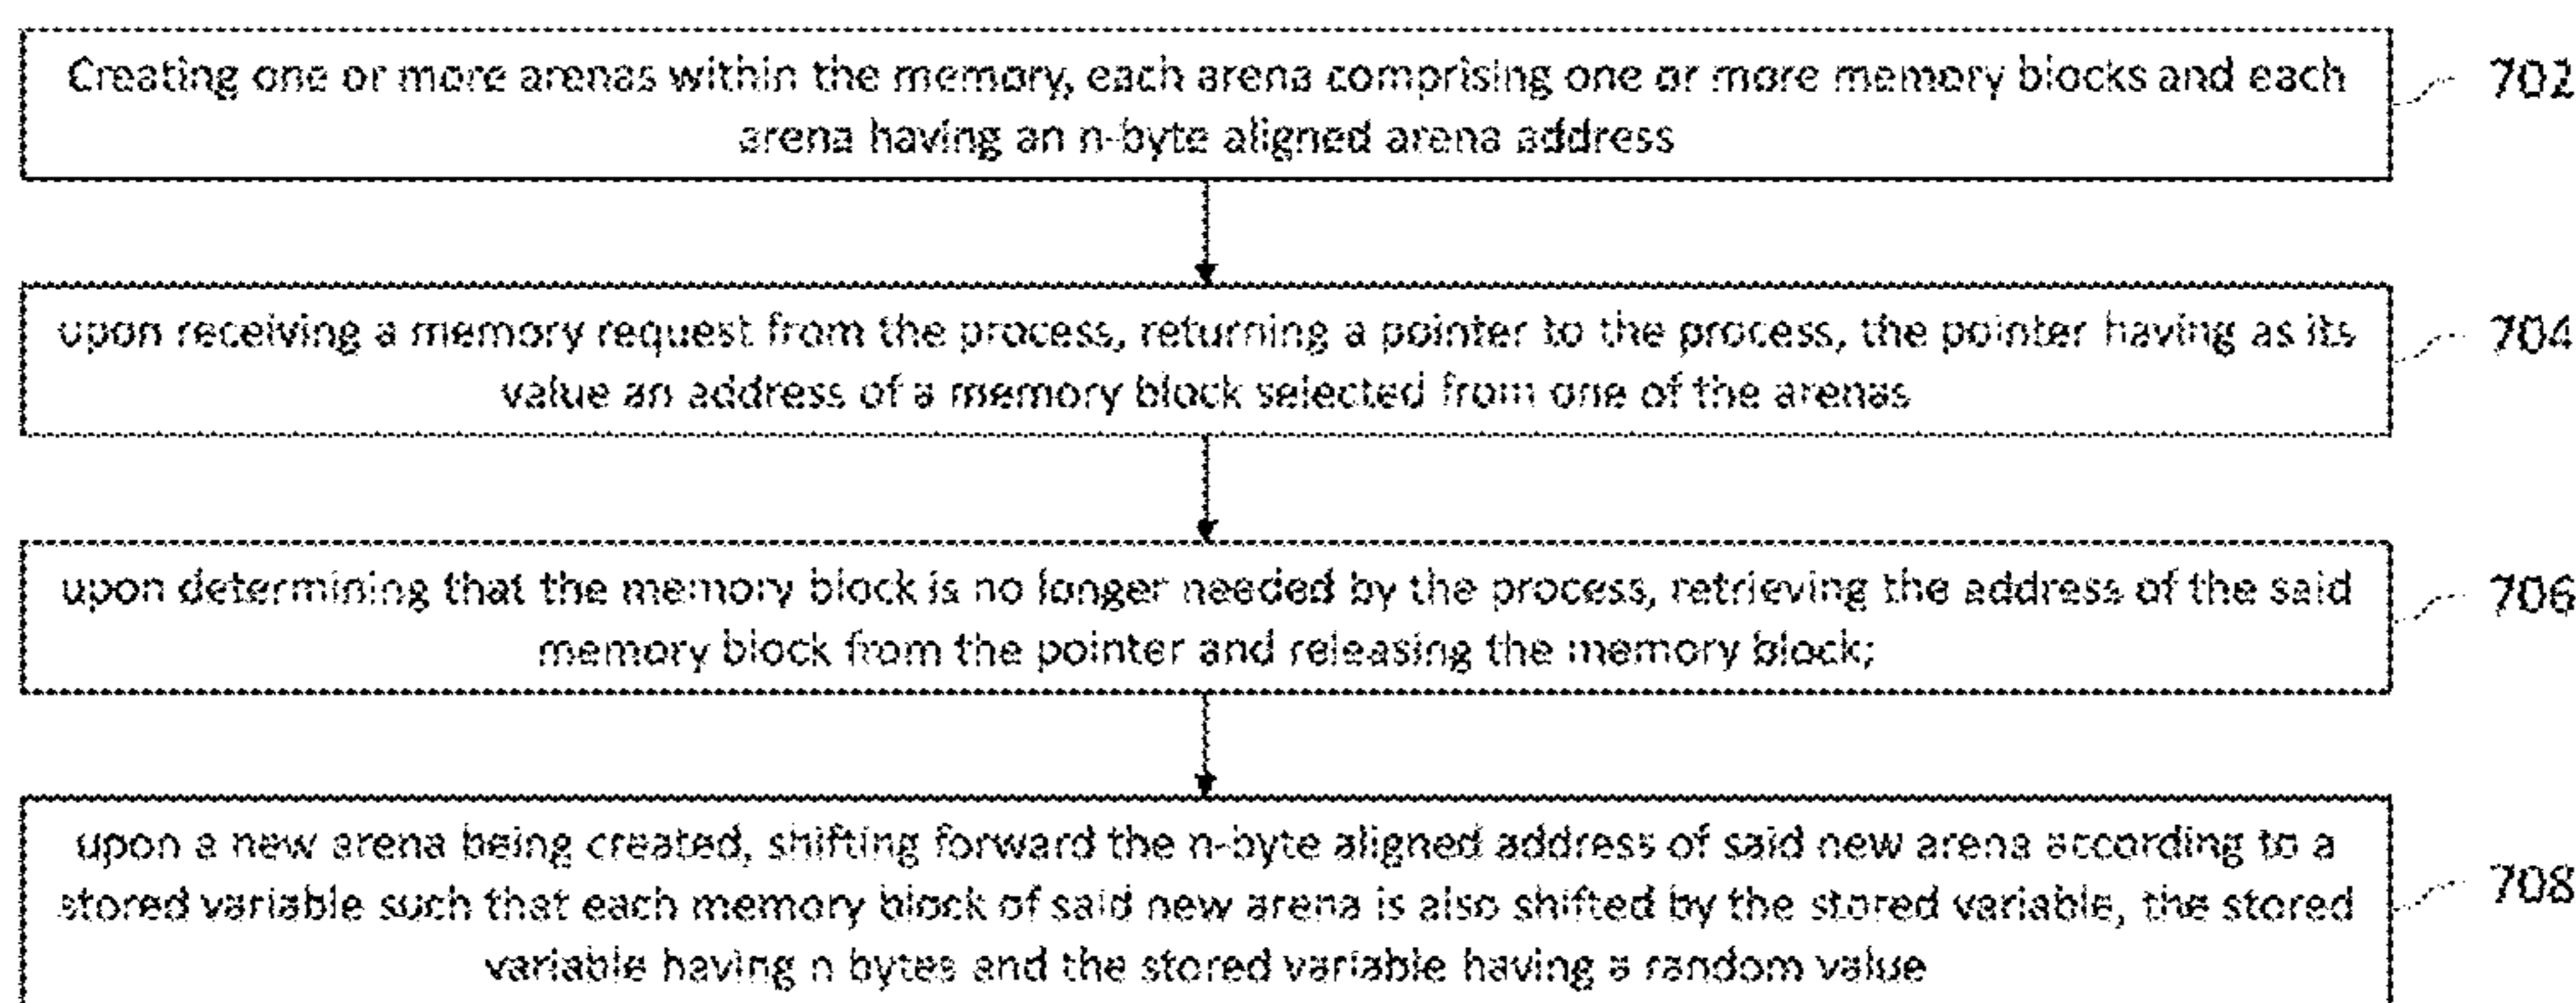 Creating one or more arenas within the memory, each arena comprising one or more memory blocks and each
arena having an n-byte aligned arena address
702
upon receiving a memory request from the process, returning a pointer to the process, the pointer having as its
value an address of a memory block selected from one of the arenas
704
upon determining that the memory block is no longer needed by the process, retrieving the address of the said
memory block from the pointer and releasing the memory block;
706
upon a new arena being created, shifting forward the n-byte aligned address of said new arena according to a
stored variable such that each memory block of said new arena is also shifted by the stored variable, the stored
variable having n bytes and the stored variable having a random value
708